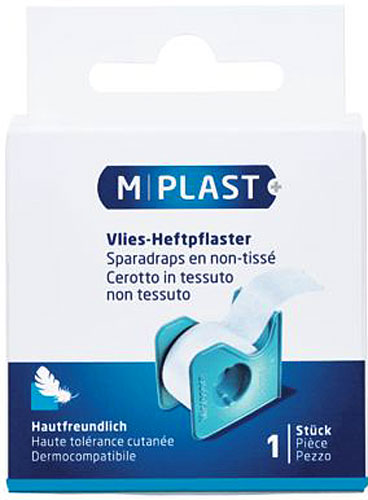 M|PLAST+
Vlies-Heftpflaster
Sparadraps en non-tissé
Cerotto in tessuto
non tessuto
Hautfreundlich
Haute tolérance cutanée
Dermocompatibile
1 Stück
Pièce
Pezzo